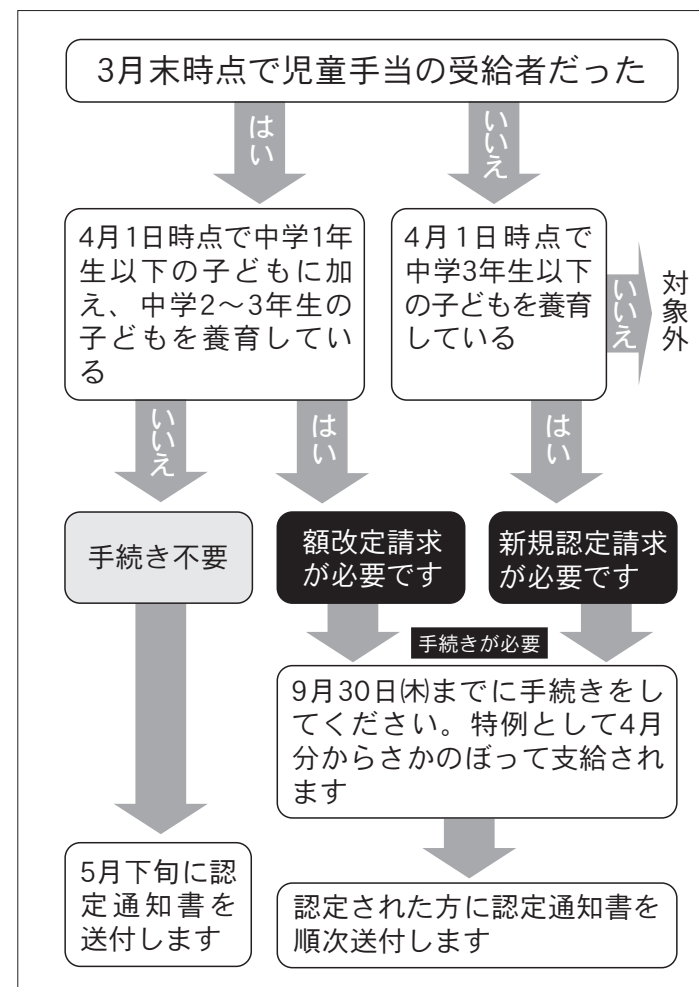 3月末時点で児童手当の受給者だった
はい
いいえ
4月1日時点で中学1年
生以下の子どもに加
え、中学2〜3年生の
子どもを養育してい
る
4月1日時点で
中学3年生以下
の子どもを養育
している
いいえ
対象外
いいえ
はい
はい
手続き不要
額改定請求
が必要です
新規認定請求
が必要です
手続きが必要
9月30日㈭までに手続きをし
てください。特例として4月
分からさかのぼって支給され
ます
5月下旬に認
定通知書を
送付します
認定された方に認定通知書を
順次送付します